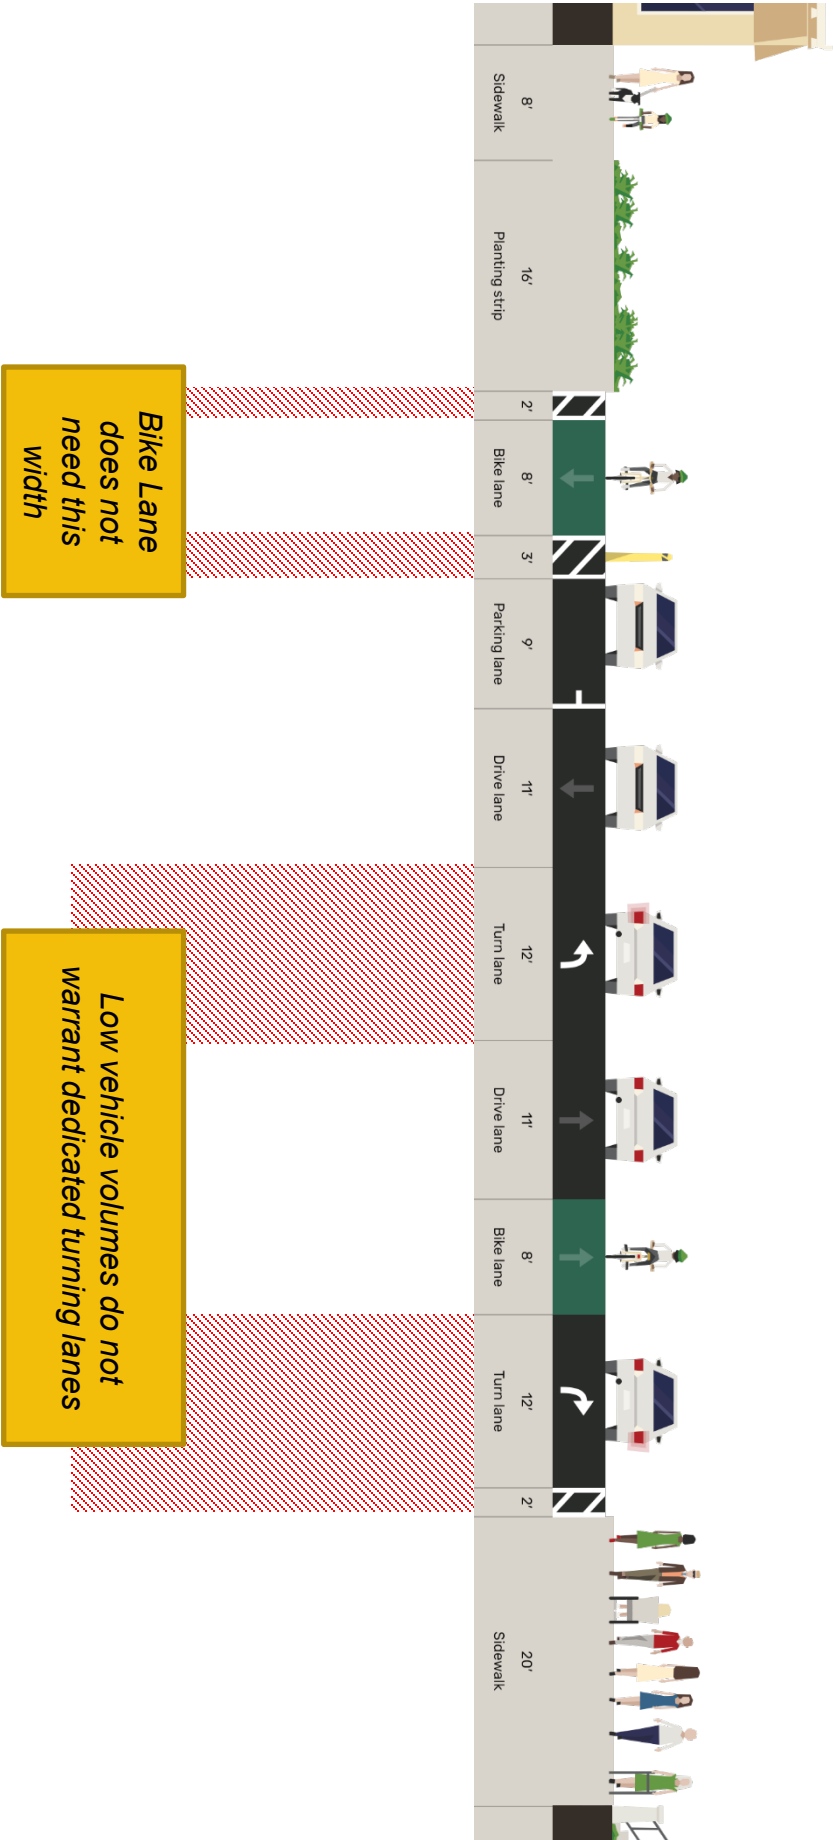 8'
Sidewalk
16'
Planting strip
2'
8'
Bike lane
3'
9'
Parking lane
11'
Drive lane
12'
Turn lane
11'
Drive lane
8'
Bike lane
12'
Turn lane
2'
20'
Sidewalk
Bike Lane
does not
need this
width
Low vehicle volumes do not
warrant dedicated turning lanes